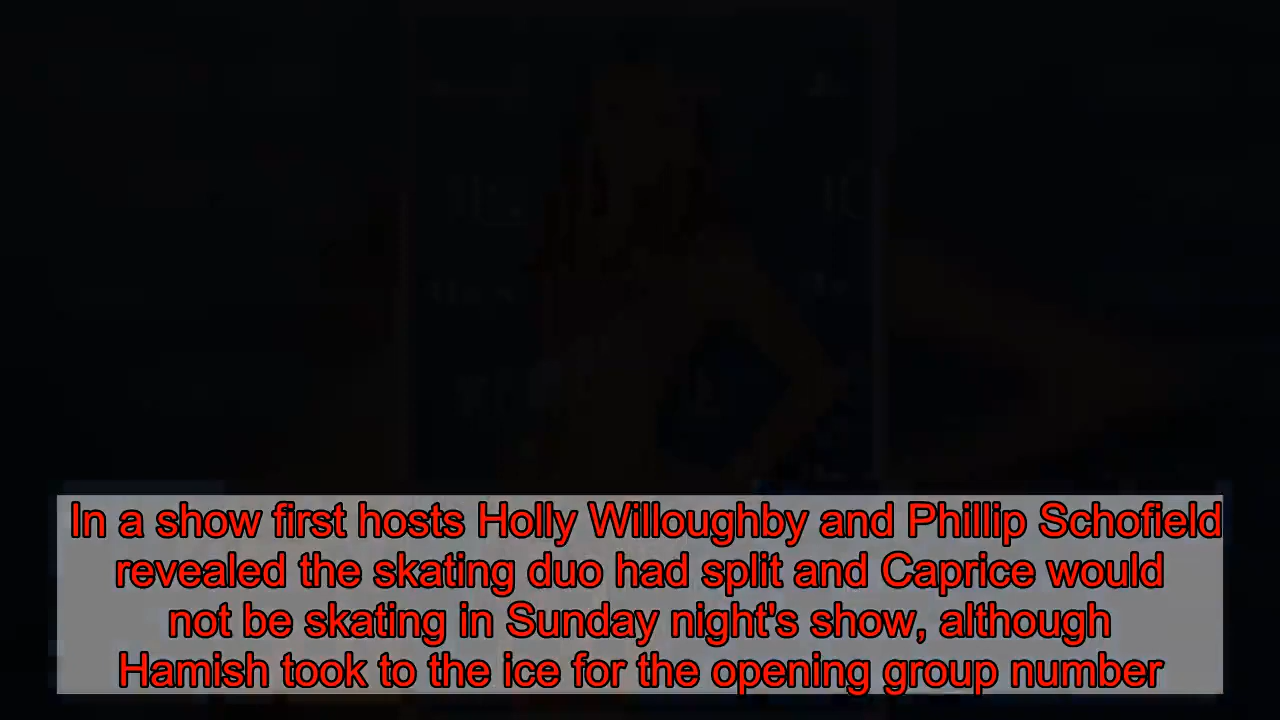 In a show first hosts Holly Willoughby and Phillip Schofield
revealed the skating duo had split and Caprice would
not be skating in Sunday night's show, although
Hamish took to the ice for the opening group number